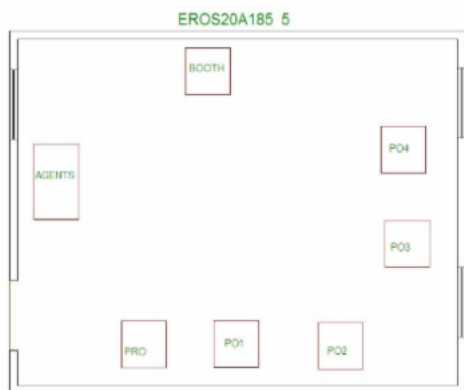 EROS20A185 5
BOOTH
PO4
AGENTS
PO3
PRO
PO1
PO2